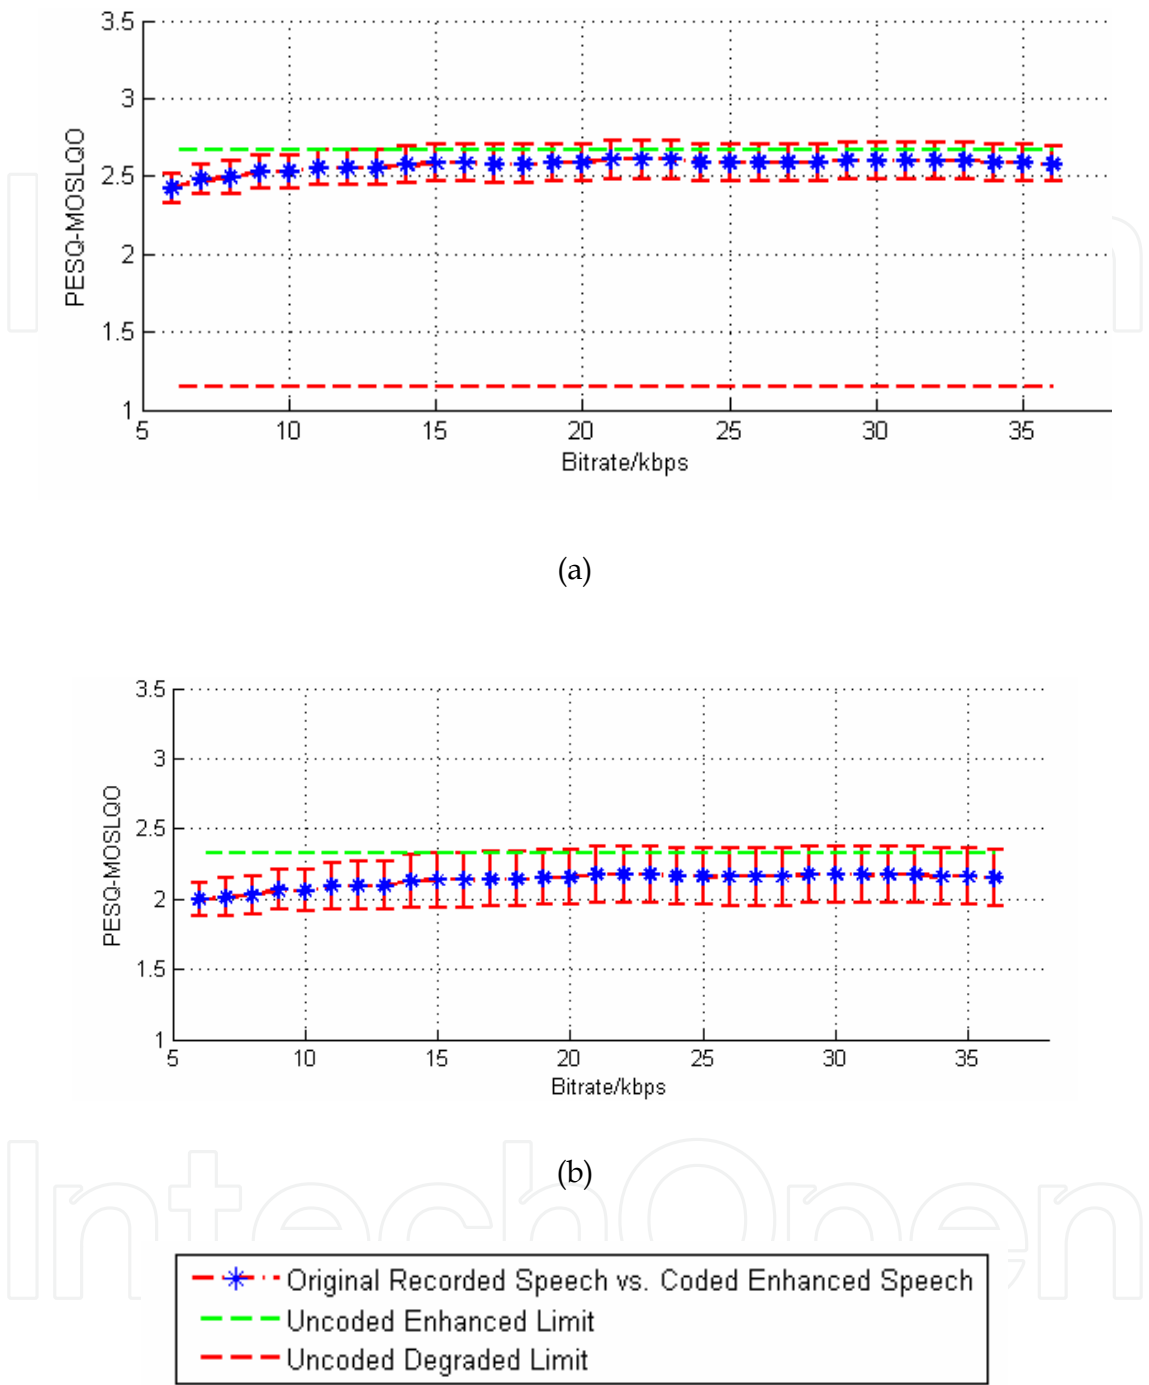 3.5
3
2.5
2
1.5
1
PESQ-MOSLQO
5 10 15 20 25 30 35
Bitrate/kbps
(a)
3.5
3
2.5
2
1.5
1
PESQ-MOSLQO
5 10 15 20 25 30 35
Bitrate/kbps
(b)
IntechOpen
Original Recorded Speech vs. Coded Enhanced Speech
Uncoded Enhanced Limit
Uncoded Degraded Limit